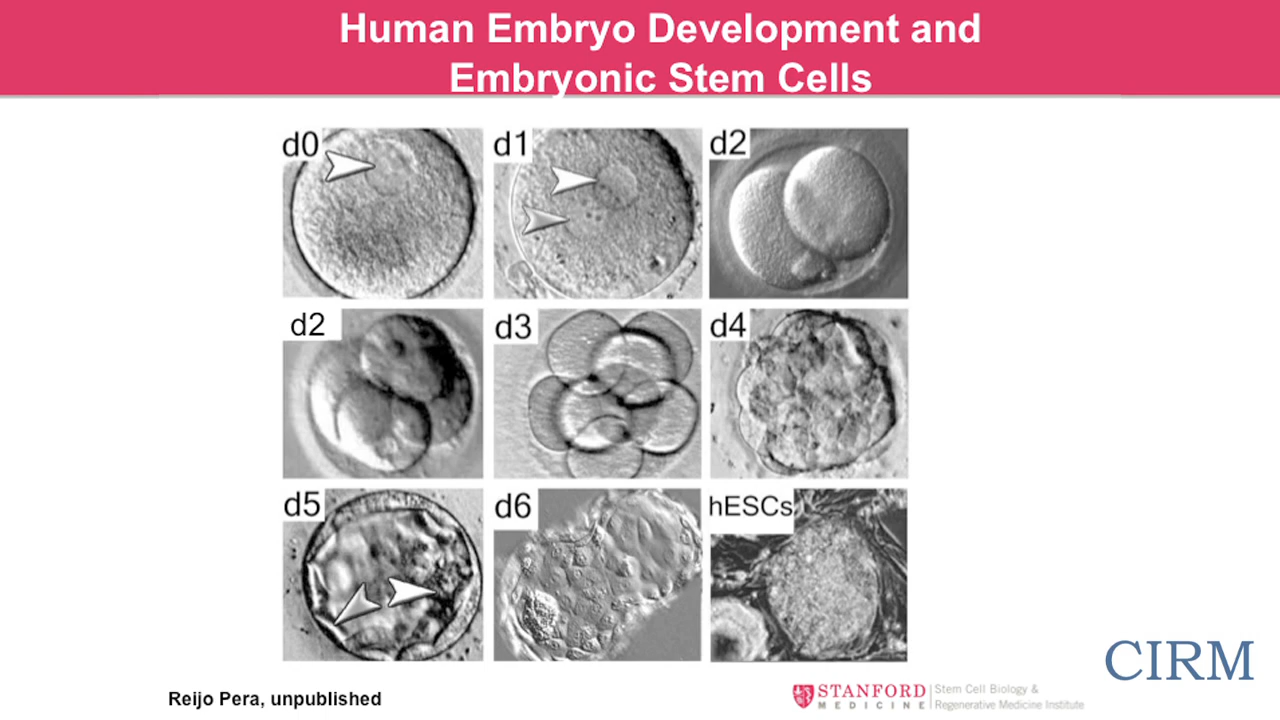 Human Embryo Development and
Embryonic Stem Cells
d0
d1
d2
d2
d3
d4
d5
d6
hESCs
Reijo Pera, unpublished
STANFORD
MEDICINE
Stem Cell Biology &
Regenerative Medicine Institute
CIRM